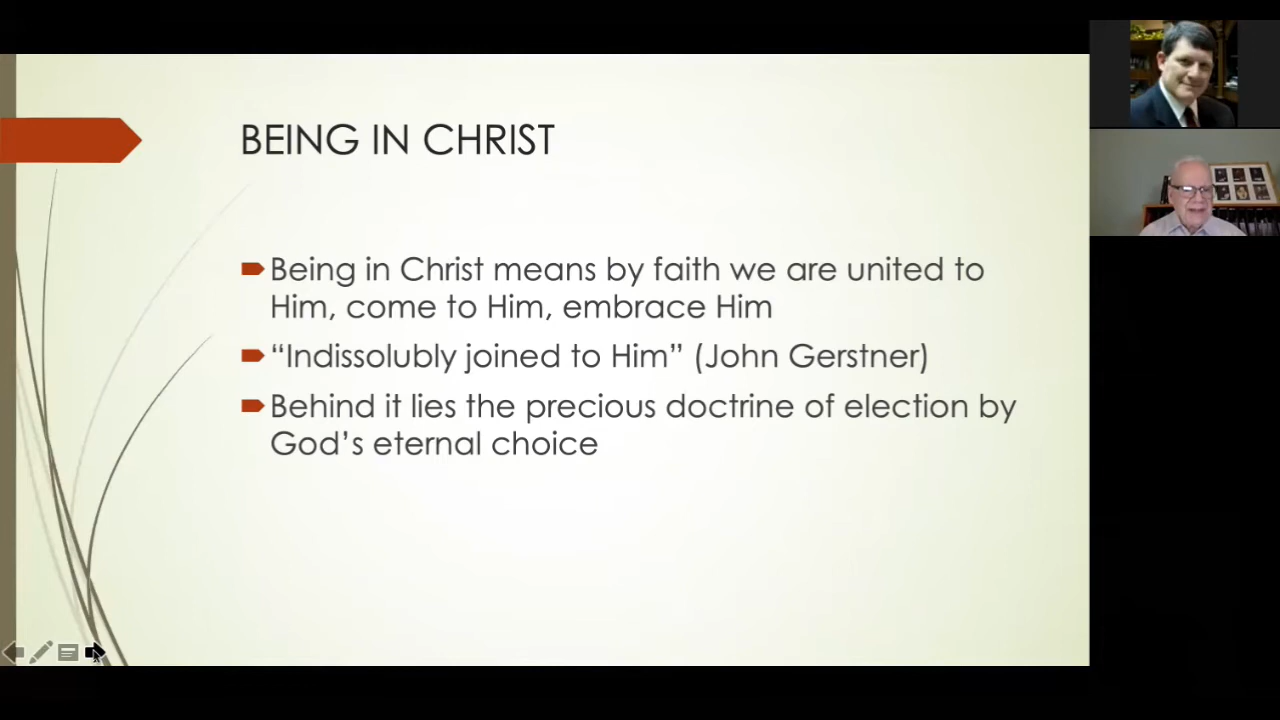 BEING IN CHRIST
Being in Christ means by faith we are united to
Him, come to Him, embrace Him
“Indissolubly joined to Him” (John Gerstner)
Behind it lies the precious doctrine of election by
God’s eternal choice